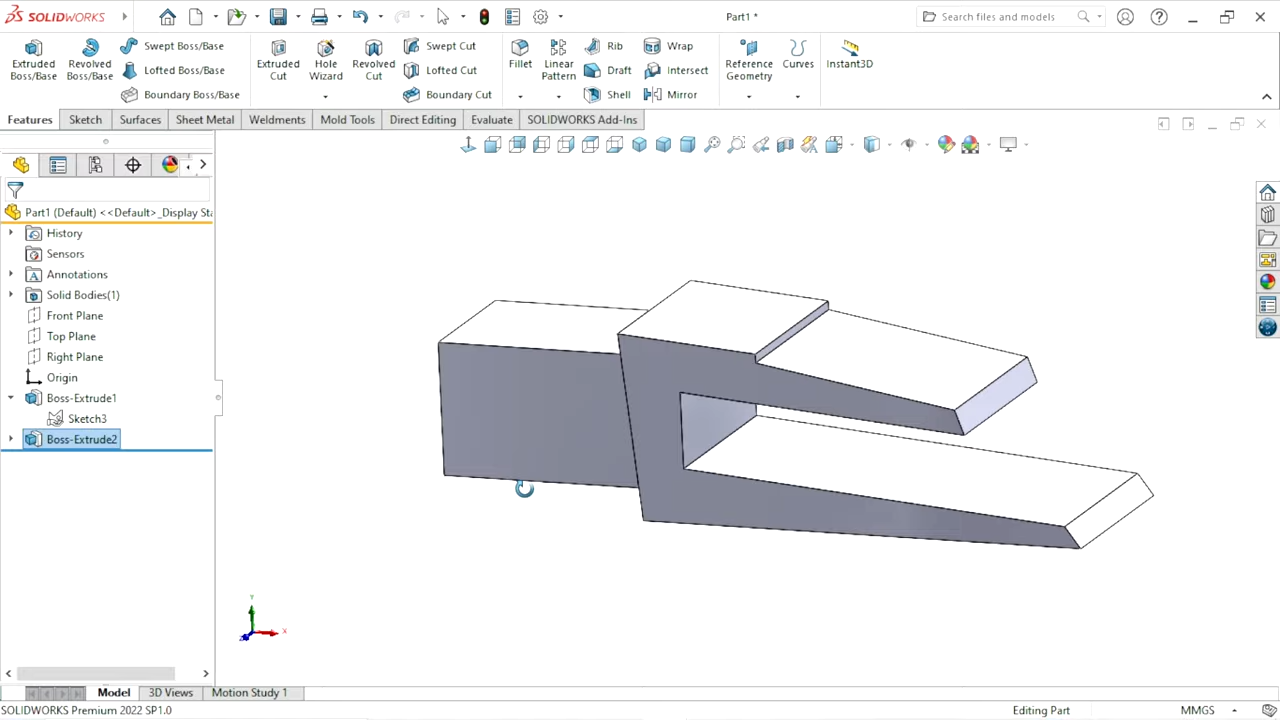 SOLIDWORKS
Part1 *
Search files and models
Extruded Boss/Base
Revolved Boss/Base
Swept Boss/Base
Lofted Boss/Base
Boundary Boss/Base
Extruded Cut
Hole Wizard
Revolved Cut
Swept Cut
Lofted Cut
Boundary Cut
Fillet
Linear Pattern
Rib
Draft
Shell
Wrap
Intersect
Mirror
Reference Geometry
Curves
Instant3D
Features Sketch Surfaces Sheet Metal Weldments Mold Tools Direct Editing Evaluate SOLIDWORKS Add-Ins
Part1 (Default) <<Default>_Display Sta
History
Sensors
Annotations
Solid Bodies(1)
Front Plane
Top Plane
Right Plane
Origin
Boss-Extrude1
Sketch3
Boss-Extrude2
Y
X
Z
Model 3D Views Motion Study 1
SOLIDWORKS Premium 2022 SP1.0 Editing Part MMGS